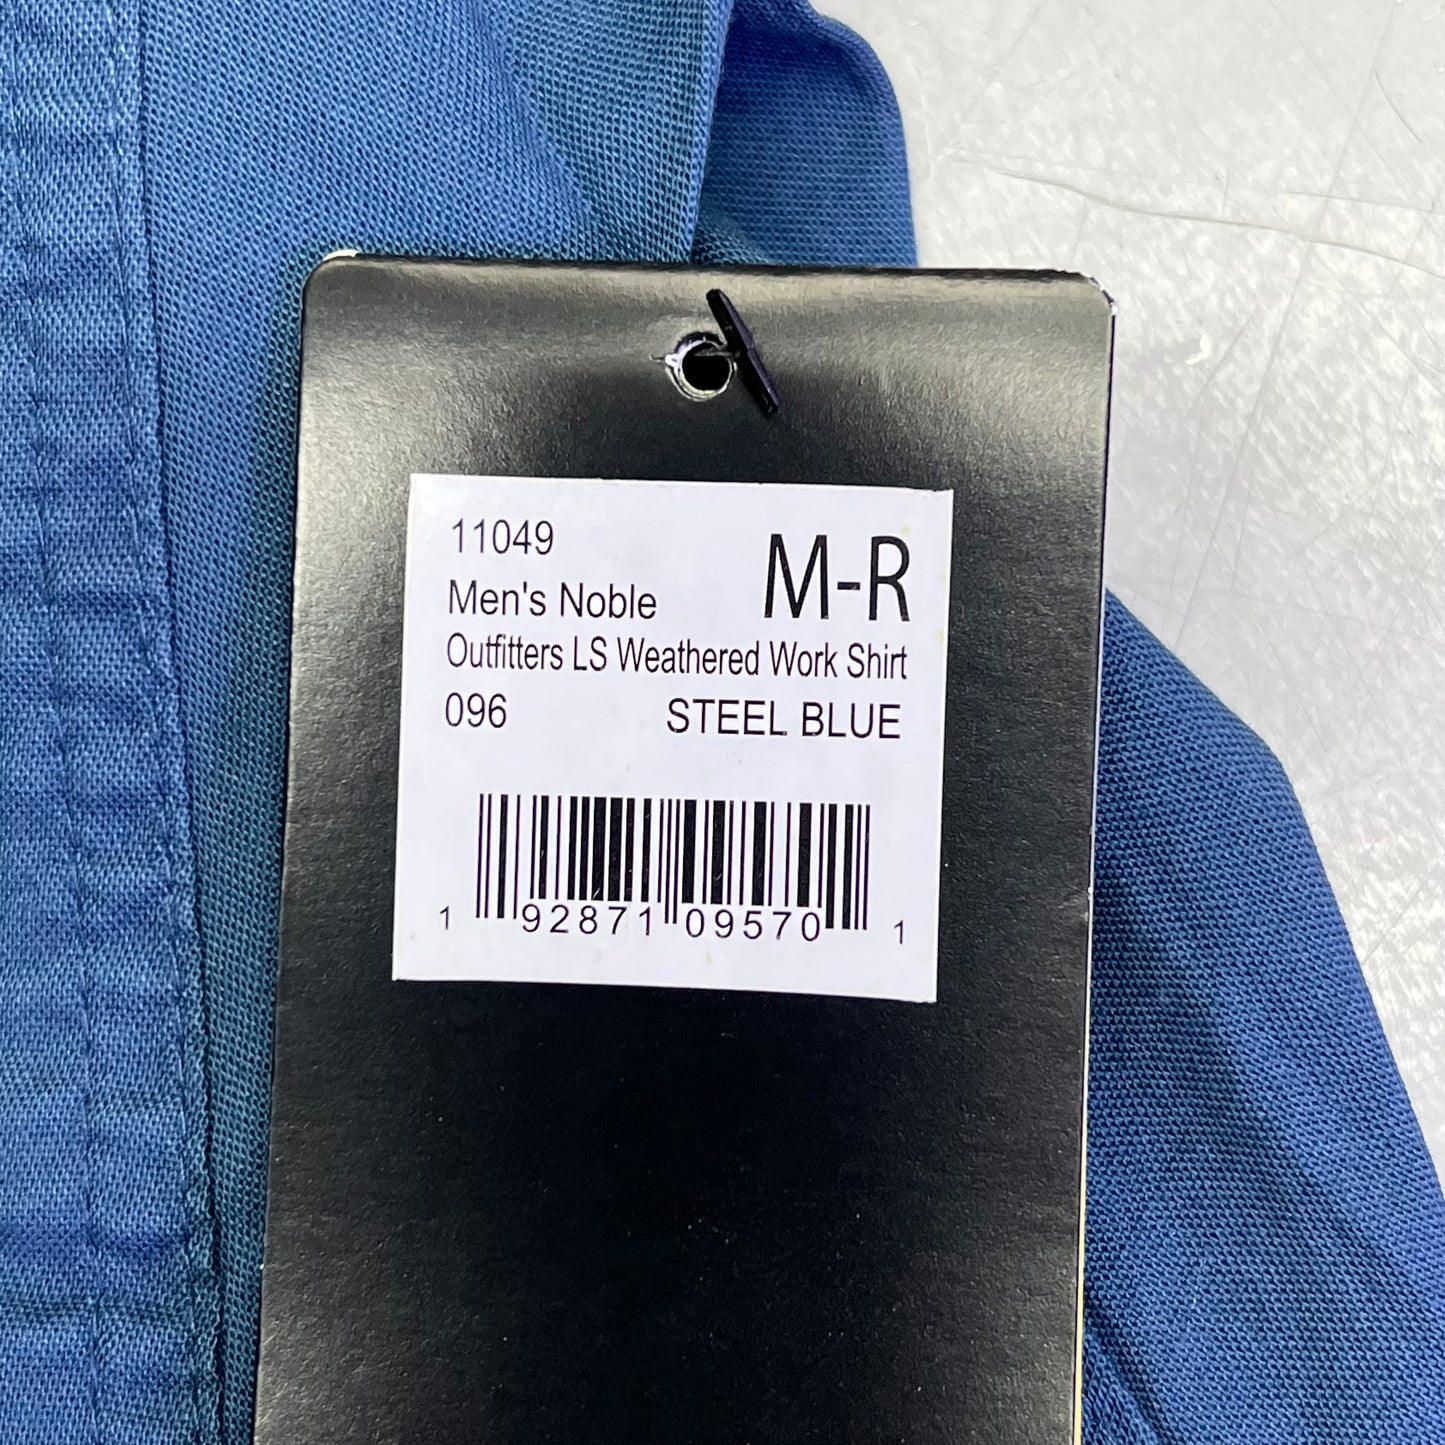 11049
M-R
Men's Noble
Outfitters LS Weathered Work Shirt
096 STEEL BLUE
1 92871 09570 1